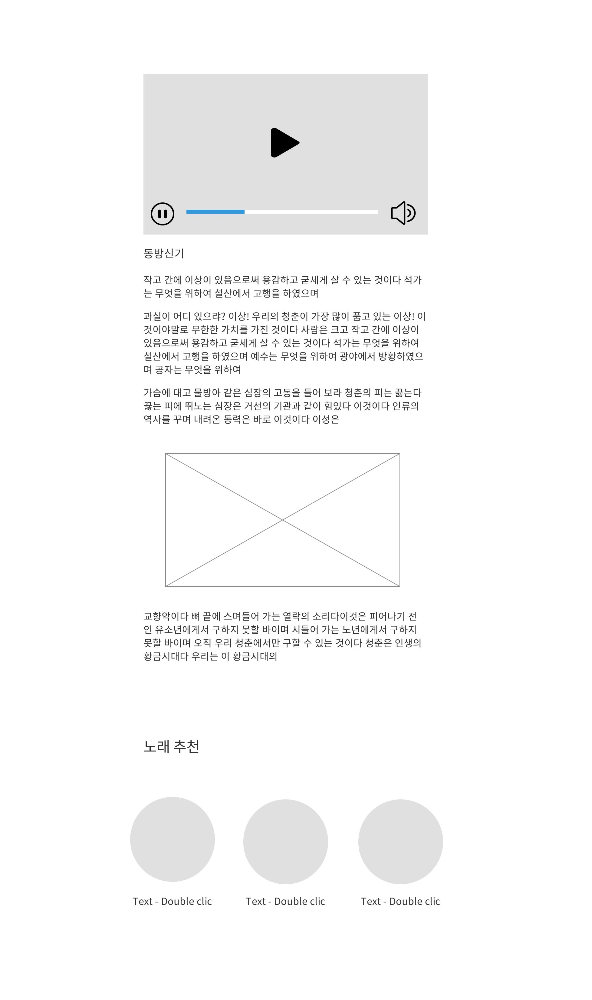 동방신기
작고 간에 이상이 있음으로써 용감하고 굳세게 살 수 있는 것이다 석가
는 무엇을 위하여 설산에서 고행을 하였으며
과실이 어디 있으랴? 이상! 우리의 청춘이 가장 많이 품고 있는 이상! 이
것이야말로 무한한 가치를 가진 것이다 사람은 크고 작고 간에 이상이
있음으로써 용감하고 굳세게 살 수 있는 것이다 석가는 무엇을 위하여
설산에서 고행을 하였으며 예수는 무엇을 위하여 광야에서 방황하였으
며 공자는 무엇을 위하여
가슴에 대고 물방아 같은 심장의 고동을 들어 보라 청춘의 피는 끓는다
끓는 피에 뛰노는 심장은 거선의 기관과 같이 힘있다 이것이다 인류의
역사를 꾸며 내려온 동력은 바로 이것이다 이성은
교향악이다 뼈 끝에 스며들어 가는 열락의 소리다이것은 피어나기 전
인 유소년에게서 구하지 못할 바이며 시들어 가는 노년에게서 구하지
못할 바이며 오직 우리 청춘에서만 구할 수 있는 것이다 청춘은 인생의
황금시대다 우리는 이 황금시대의
노래 추천
Text - Double clic
Text - Double clic
Text - Double clic